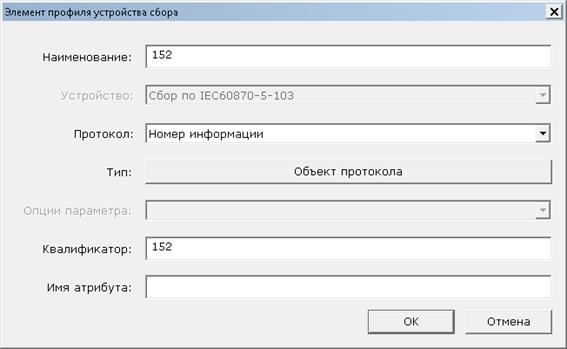 Элемент профиля устройства сбора
Наименование: 152
Устройство: Сбор по IEC60870-5-103
Протокол: Номер информации
Тип: Объект протокола
Опции параметра:
Квалификатор: 152
Имя атрибута:
OK Отмена